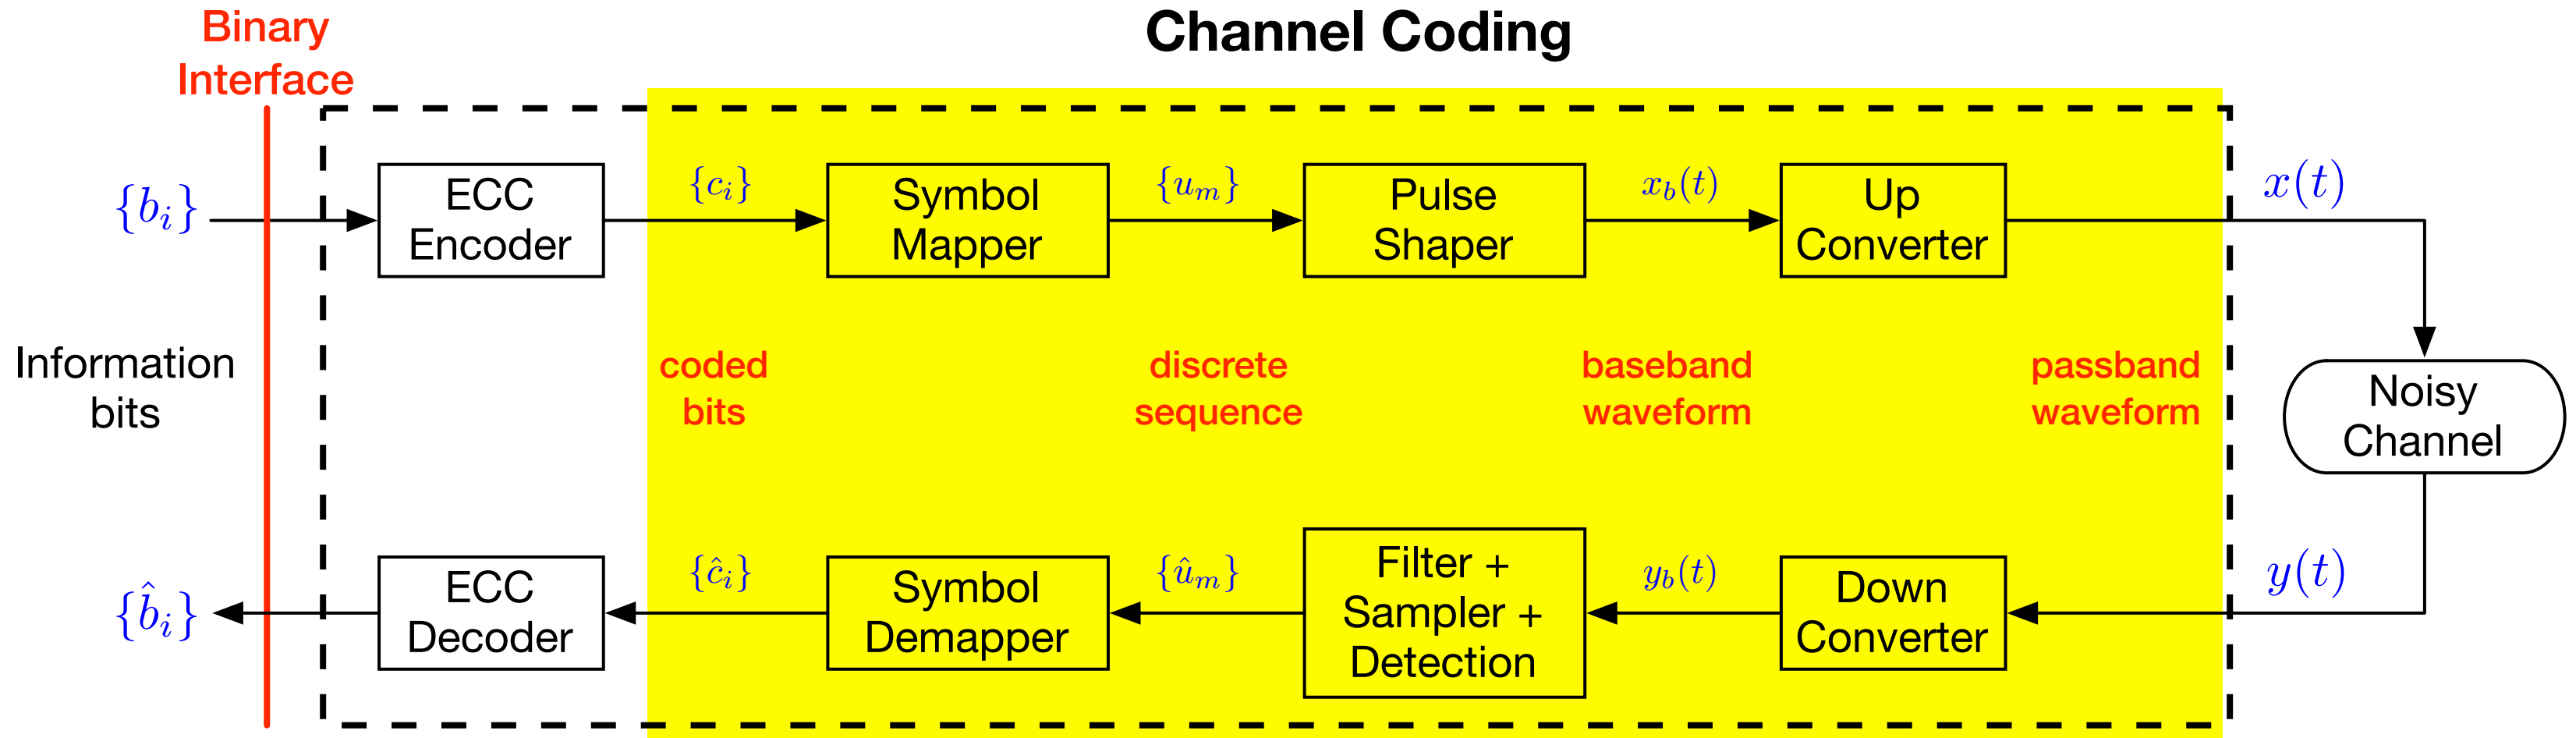 Channel Coding
Binary
Interface
{b_i}
ECC
Encoder
{c_i}
Symbol
Mapper
{u_m}
Pulse
Shaper
x_b(t)
Up
Converter
x(t)
Information
bits
coded
bits
discrete
sequence
baseband
waveform
passband
waveform
Noisy
Channel
{b̂_i}
ECC
Decoder
{ĉ_i}
Symbol
Demapper
{û_m}
Filter +
Sampler +
Detection
y_b(t)
Down
Converter
y(t)